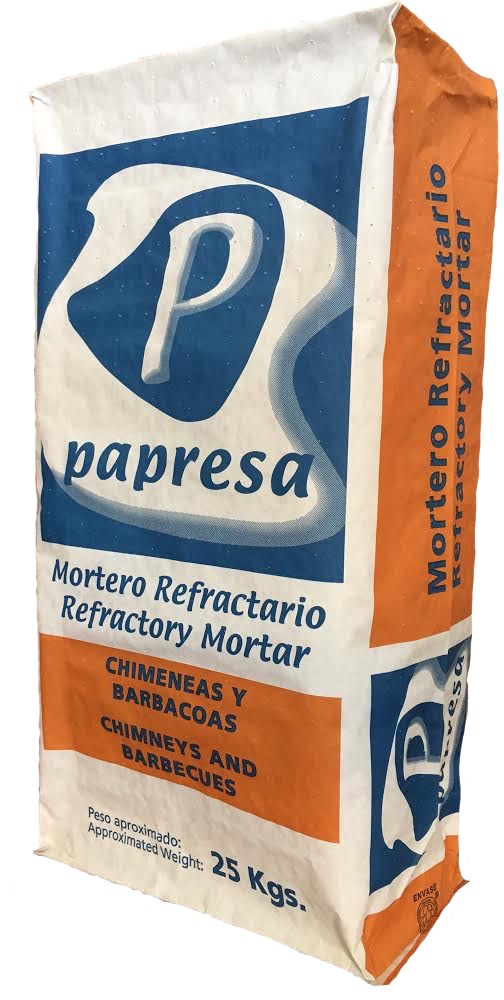 P
papresa
Mortero Refractario
Refractory Mortar
CHIMENEAS Y
BARBACOAS
CHIMNEYS AND
BARBECUES
Peso aproximado:
Approximated Weight: 25 Kgs.
Mortero Refractario
Refractory Mortar
P
papresa
ENVASE